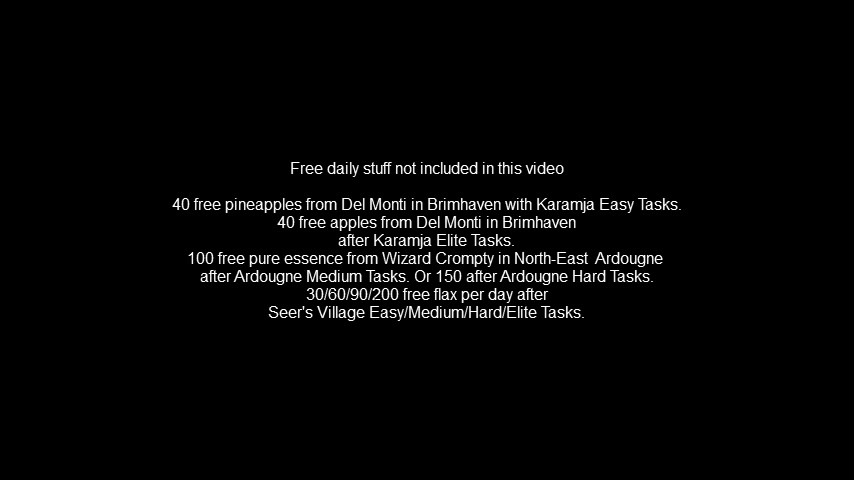 Free daily stuff not included in this video
40 free pineapples from Del Monti in Brimhaven with Karamja Easy Tasks.
40 free apples from Del Monti in Brimhaven
after Karamja Elite Tasks.
100 free pure essence from Wizard Crompty in North-East Ardougne
after Ardougne Medium Tasks. Or 150 after Ardougne Hard Tasks.
30/60/90/200 free flax per day after
Seer's Village Easy/Medium/Hard/Elite Tasks.